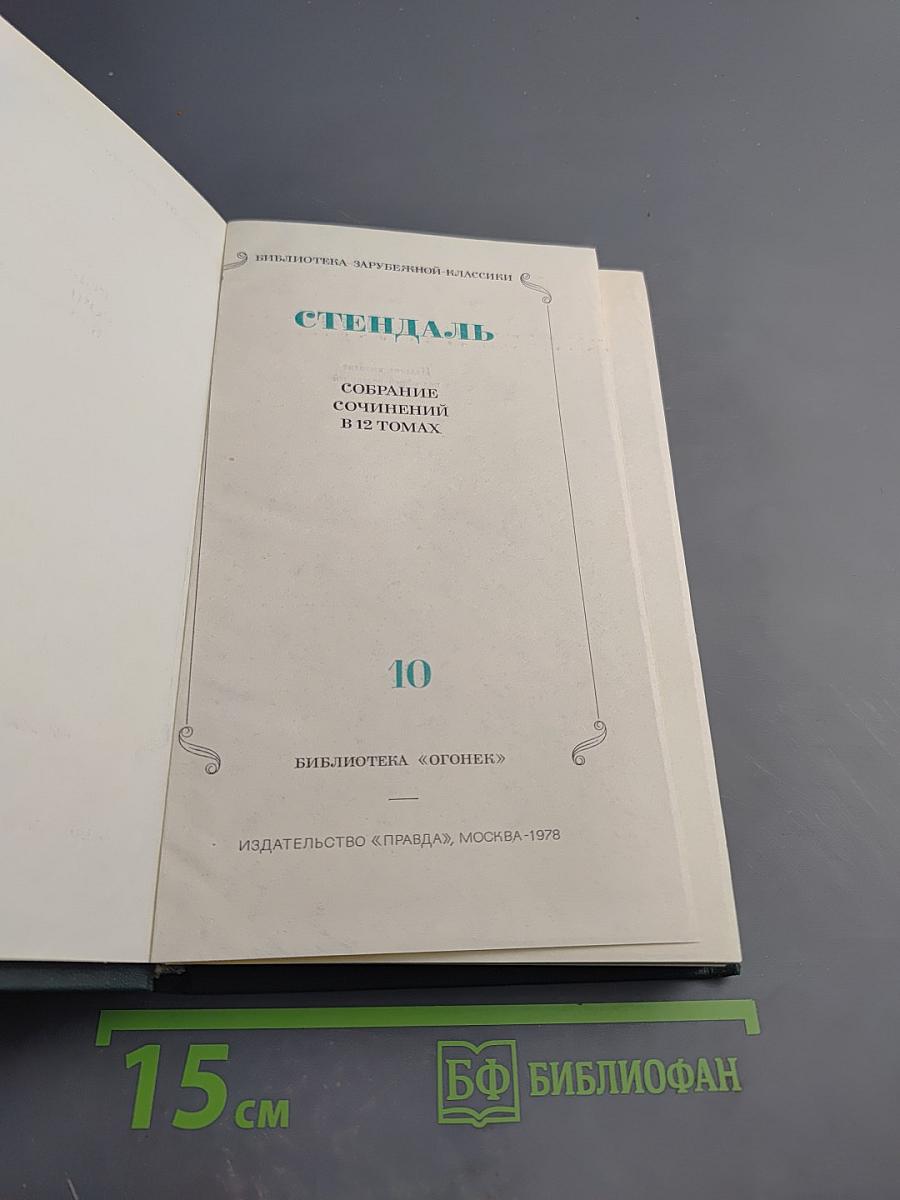 БИБЛИОТЕКА ЗАРУБЕЖНОЙ КЛАССИКИ
СТЕНДАЛЬ
СОБРАНИЕ
СОЧИНЕНИЙ
В 12 ТОМАХ
10
БИБЛИОТЕКА «ОГОНЕК»
ИЗДАТЕЛЬСТВО «ПРАВДА», МОСКВА-1978
15 см
БФ БИБЛИОФАН